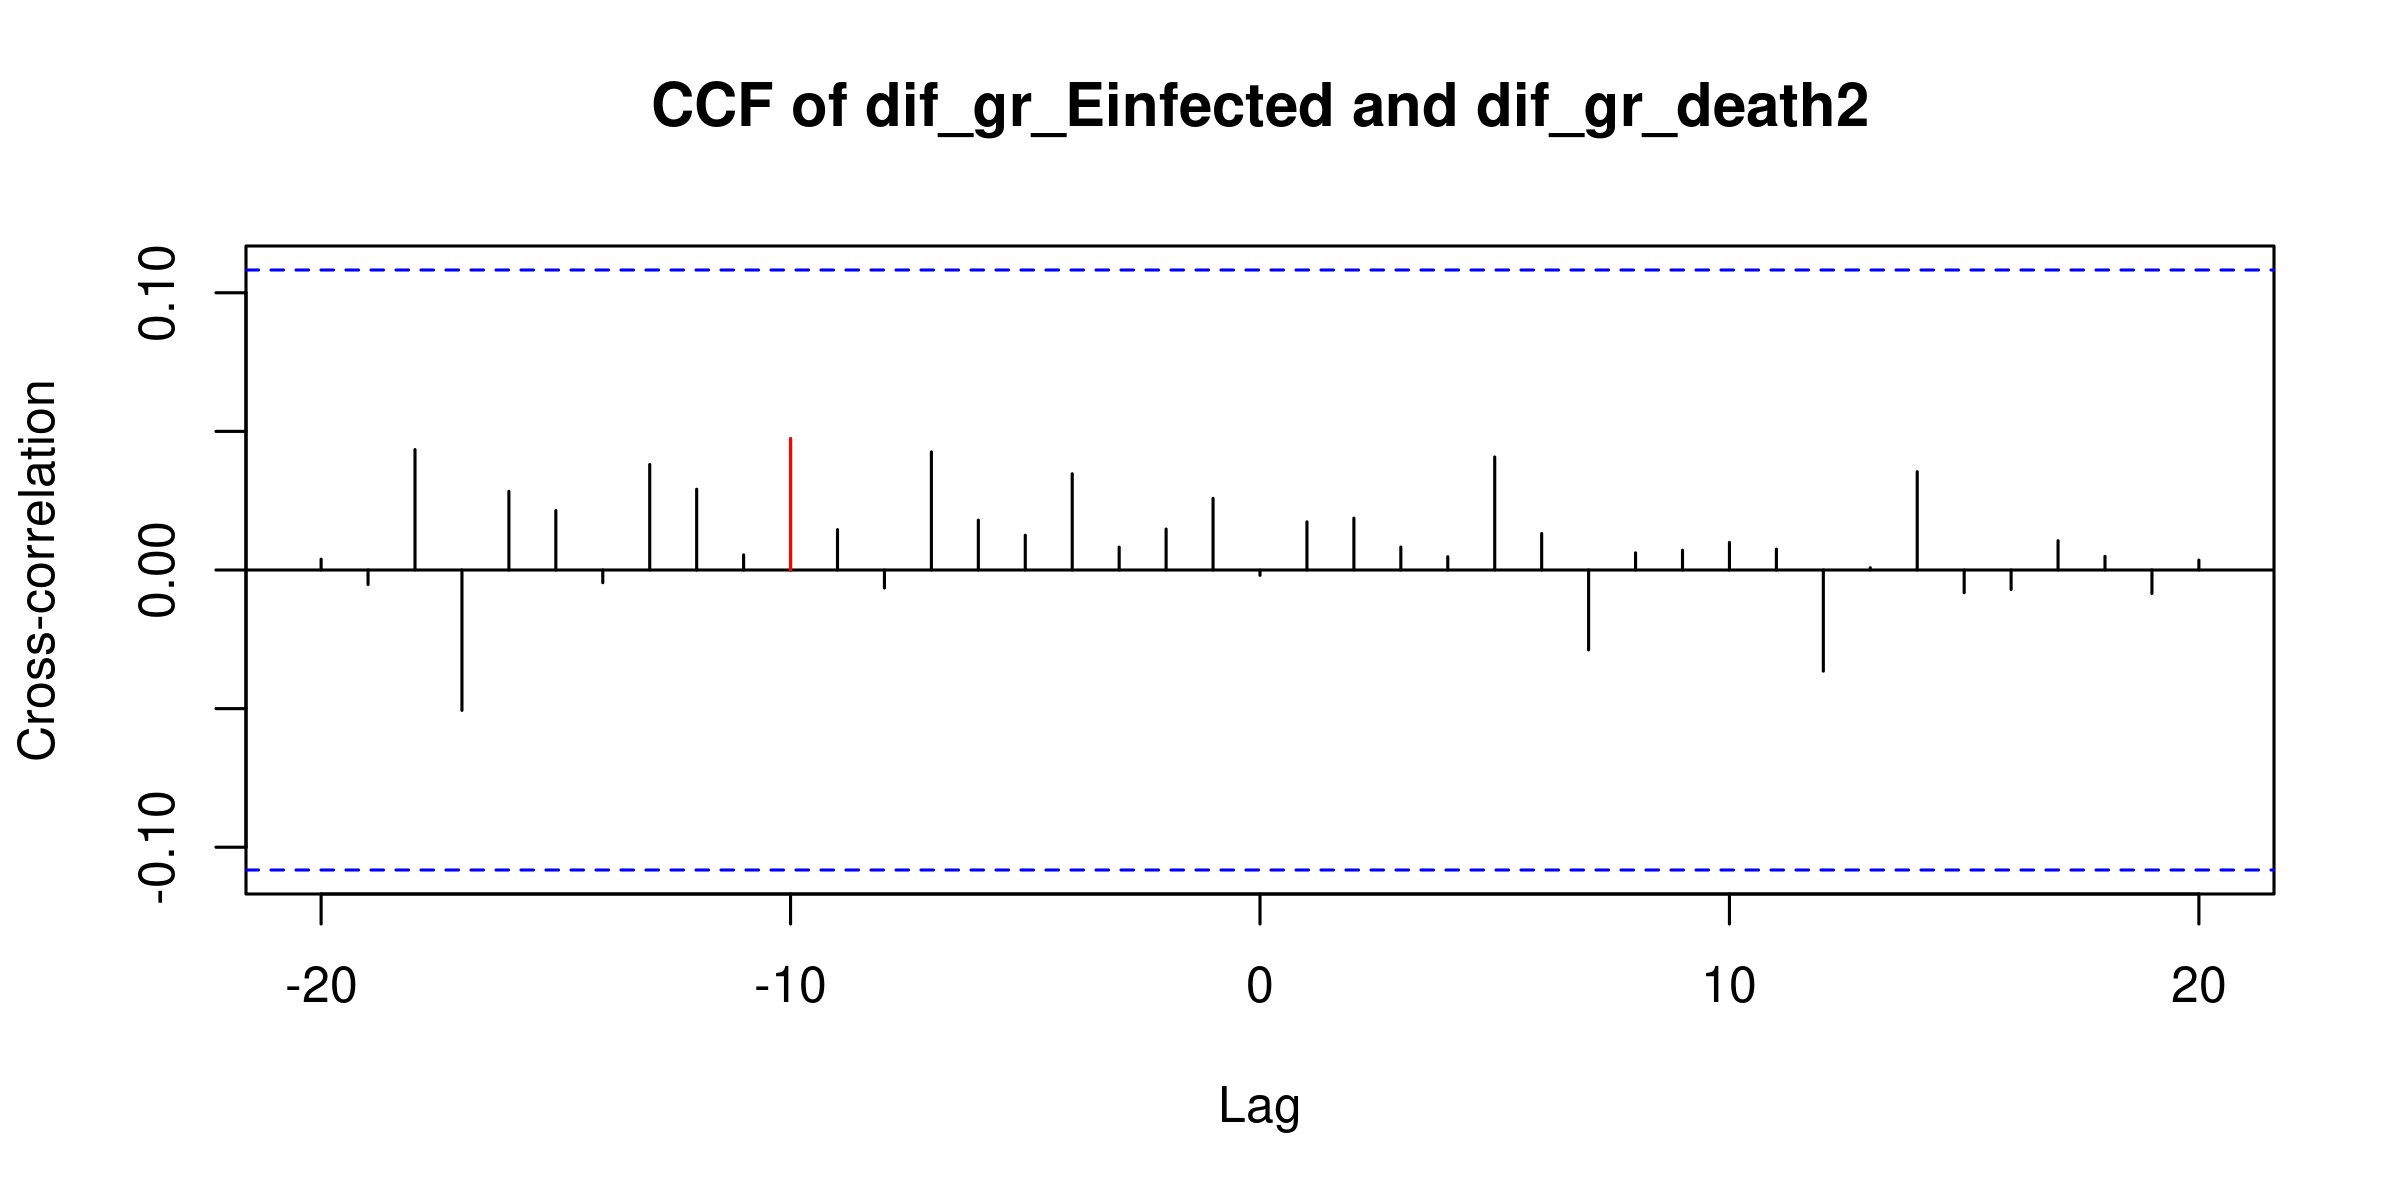 CCF of dif_gr_Einfected and dif_gr_death2
Cross-correlation
0.10
0.00
-0.10
-20 -10 0 10 20
Lag